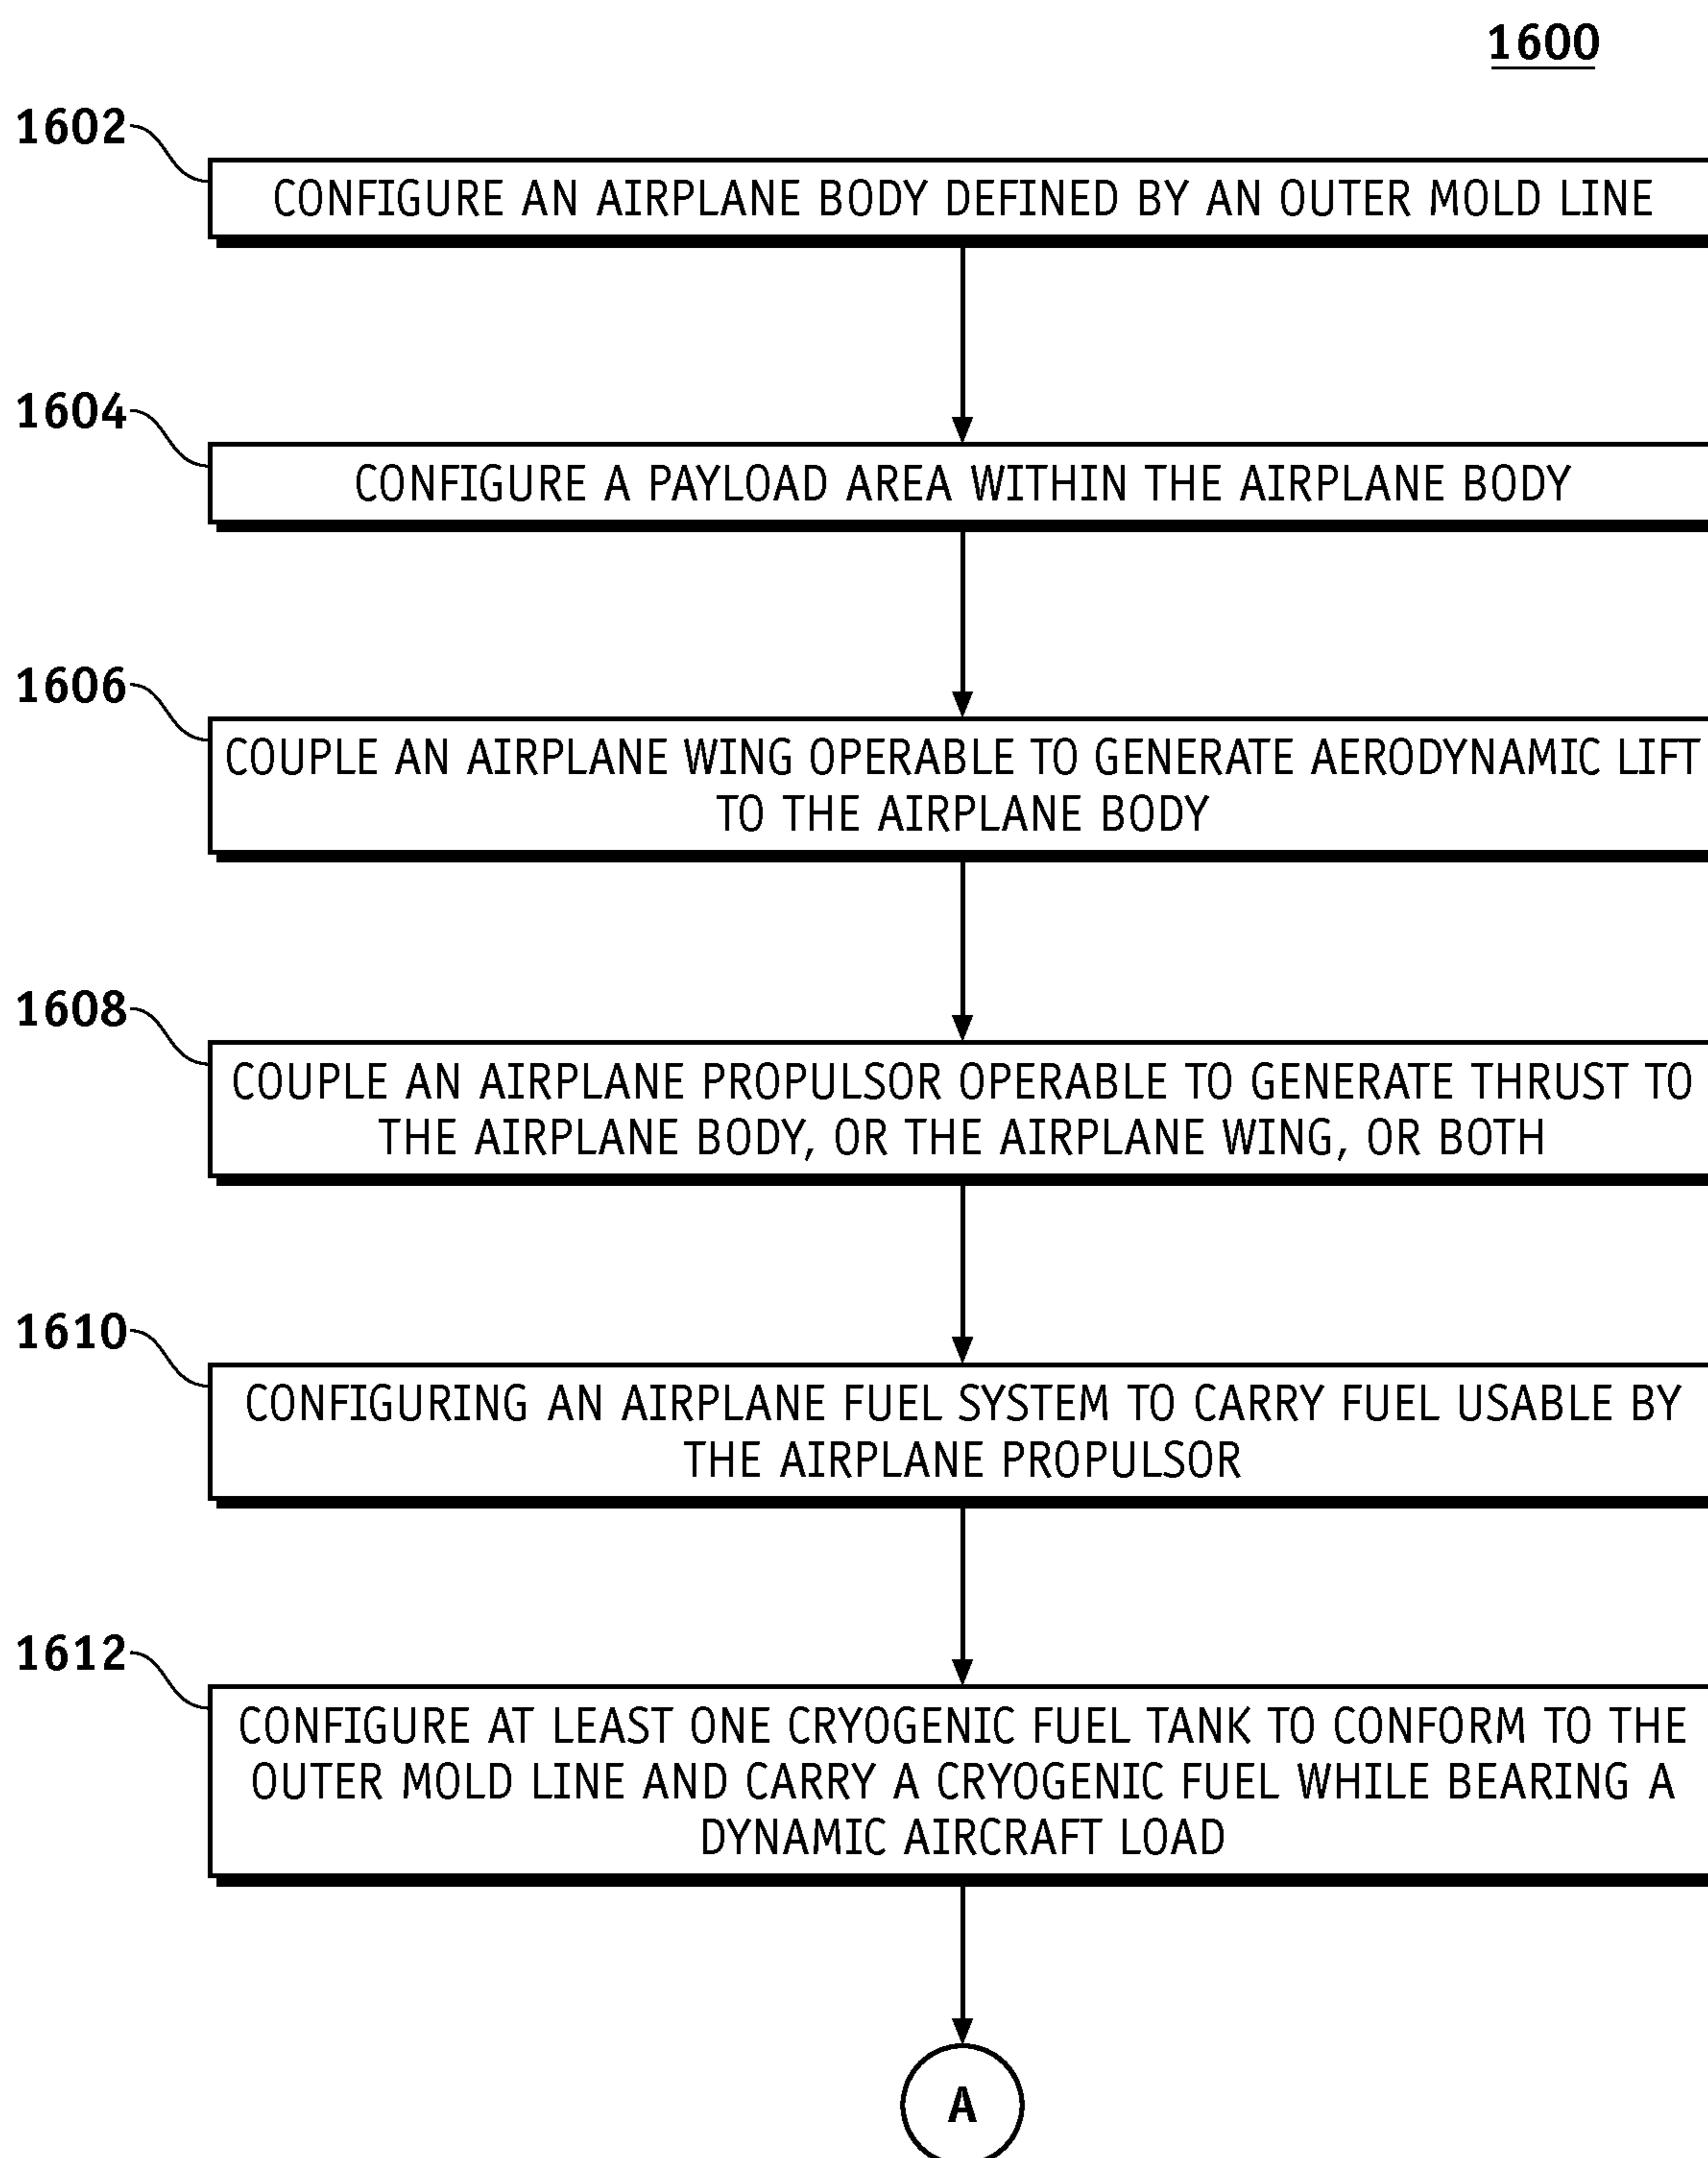 1600
1602
CONFIGURE AN AIRPLANE BODY DEFINED BY AN OUTER MOLD LINE
1604
CONFIGURE A PAYLOAD AREA WITHIN THE AIRPLANE BODY
1606
COUPLE AN AIRPLANE WING OPERABLE TO GENERATE AERODYNAMIC LIFT
TO THE AIRPLANE BODY
1608
COUPLE AN AIRPLANE PROPULSOR OPERABLE TO GENERATE THRUST TO
THE AIRPLANE BODY, OR THE AIRPLANE WING, OR BOTH
1610
CONFIGURING AN AIRPLANE FUEL SYSTEM TO CARRY FUEL USABLE BY
THE AIRPLANE PROPULSOR
1612
CONFIGURE AT LEAST ONE CRYOGENIC FUEL TANK TO CONFORM TO THE
OUTER MOLD LINE AND CARRY A CRYOGENIC FUEL WHILE BEARING A
DYNAMIC AIRCRAFT LOAD
A